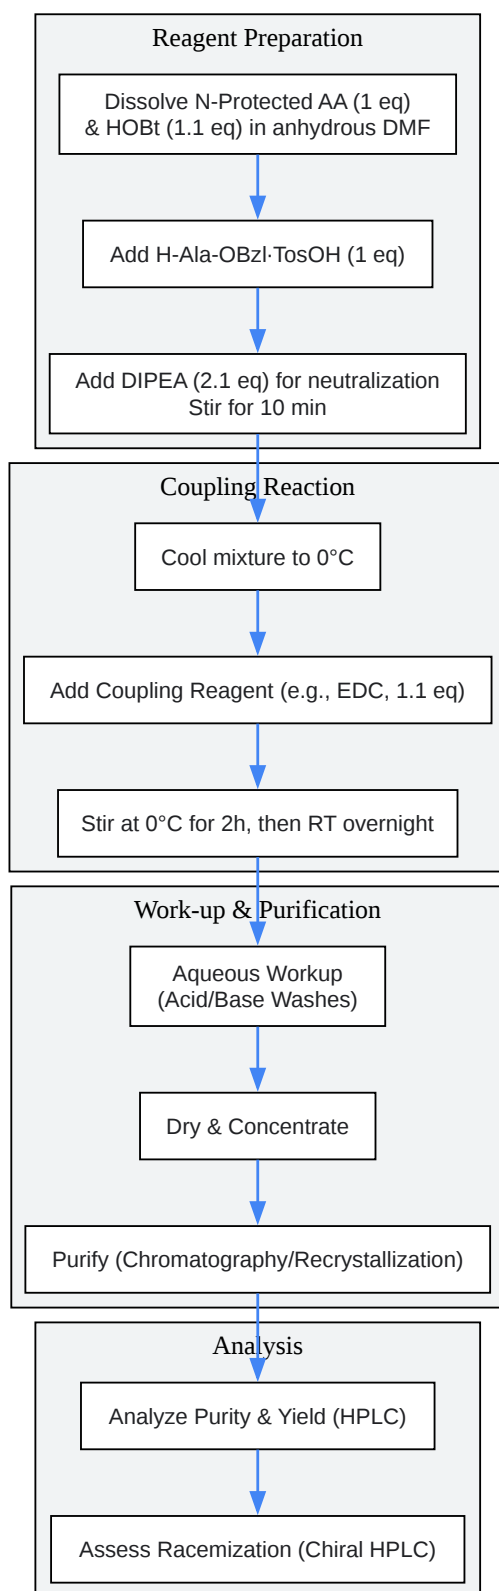 Reagent Preparation
Dissolve N-Protected AA (1 eq)
& HOBt (1.1 eq) in anhydrous DMF
Add H-Ala-OBzl·TosOH (1 eq)
Add DIPEA (2.1 eq) for neutralization
Stir for 10 min
Coupling Reaction
Cool mixture to 0°C
Add Coupling Reagent (e.g., EDC, 1.1 eq)
Stir at 0°C for 2h, then RT overnight
Work-up & Purification
Aqueous Workup
(Acid/Base Washes)
Dry & Concentrate
Purify (Chromatography/Recrystallization)
Analysis
Analyze Purity & Yield (HPLC)
Assess Racemization (Chiral HPLC)